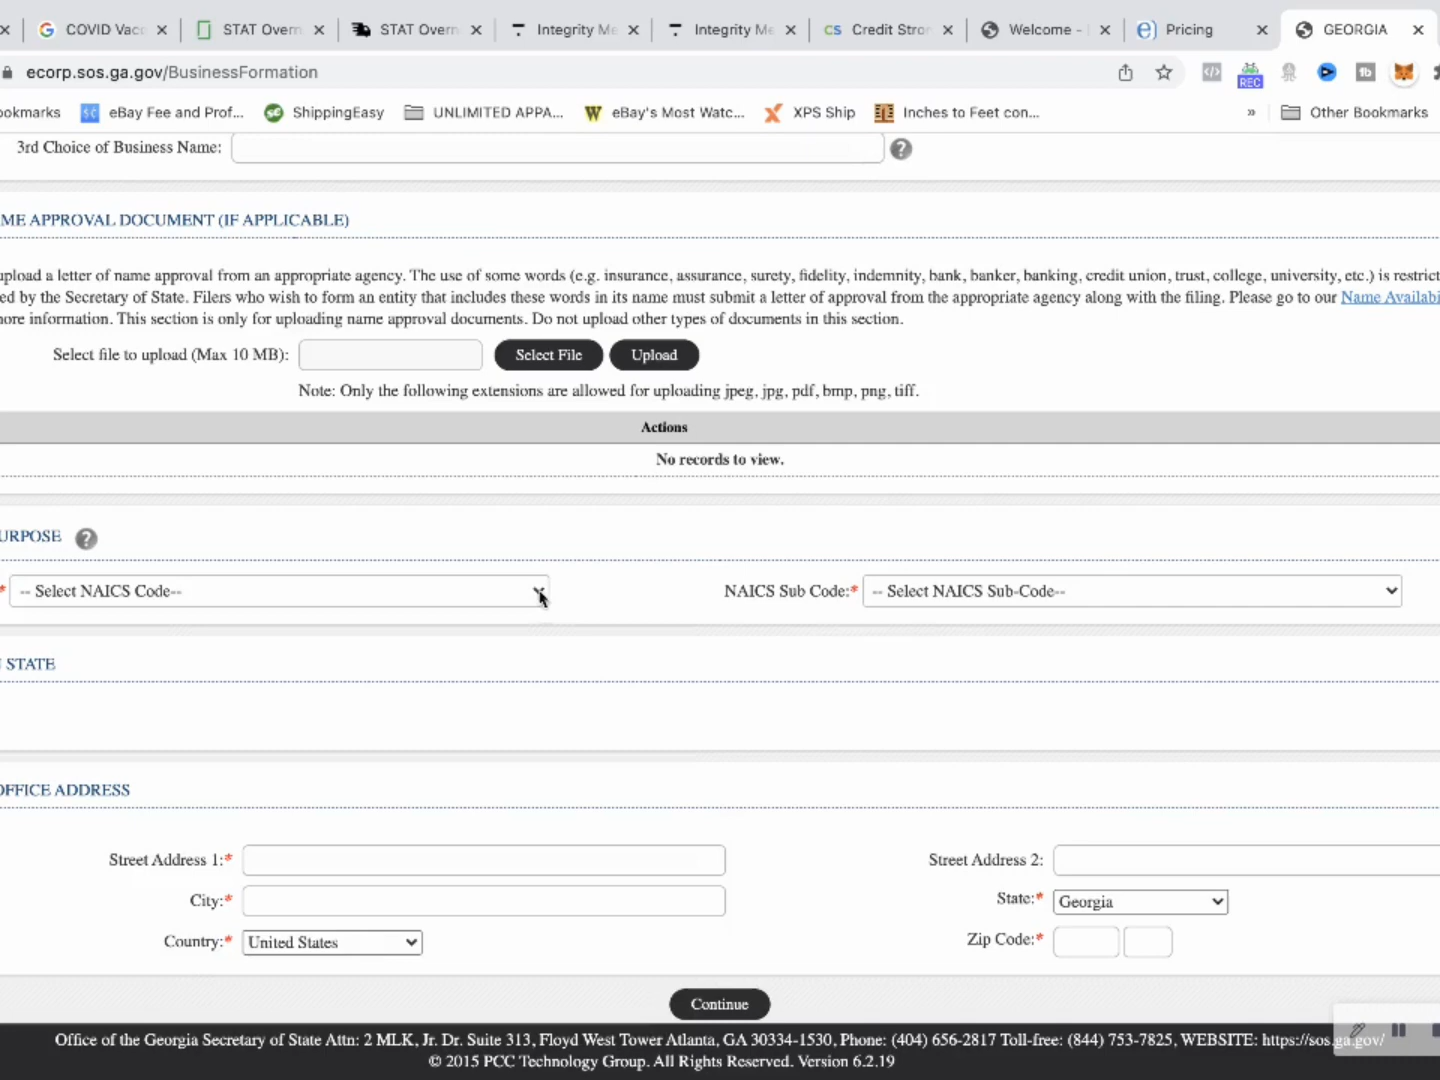 COVID Vacc
STAT Overn
STAT Overn
Integrity Me
Integrity Me
CS Credit Stro
Welcome -
Pricing
GEORGIA
ecorp.sos.ga.gov/BusinessFormation
REC
ookmarks
eBay Fee and Prof...
ShippingEasy
UNLIMITED APPA...
eBay's Most Watc...
XPS Ship
Inches to Feet con...
»
Other Bookmarks
3rd Choice of Business Name:
ME APPROVAL DOCUMENT (IF APPLICABLE)
upload a letter of name approval from an appropriate agency. The use of some words (e.g. insurance, assurance, surety, fidelity, indemnity, bank, banker, banking, credit union, trust, college, university, etc.) is restrict
ed by the Secretary of State. Filers who wish to form an entity that includes these words in its name must submit a letter of approval from the appropriate agency along with the filing. Please go to our Name Availabi
ore information. This section is only for uploading name approval documents. Do not upload other types of documents in this section.
Select file to upload (Max 10 MB):
Select File
Upload
Note: Only the following extensions are allowed for uploading jpeg, jpg, pdf, bmp, png, tiff.
Actions
No records to view.
URPOSE
* -- Select NAICS Code--
NAICS Sub Code:* -- Select NAICS Sub-Code--
STATE
OFFICE ADDRESS
Street Address 1:*
Street Address 2:
City:*
State:* Georgia
Country:* United States
Zip Code:*
Continue
Office of the Georgia Secretary of State Attn: 2 MLK, Jr. Dr. Suite 313, Floyd West Tower Atlanta, GA 30334-1530, Phone: (404) 656-2817 Toll-free: (844) 753-7825, WEBSITE: https://sos.ga.gov/
© 2015 PCC Technology Group. All Rights Reserved. Version 6.2.19